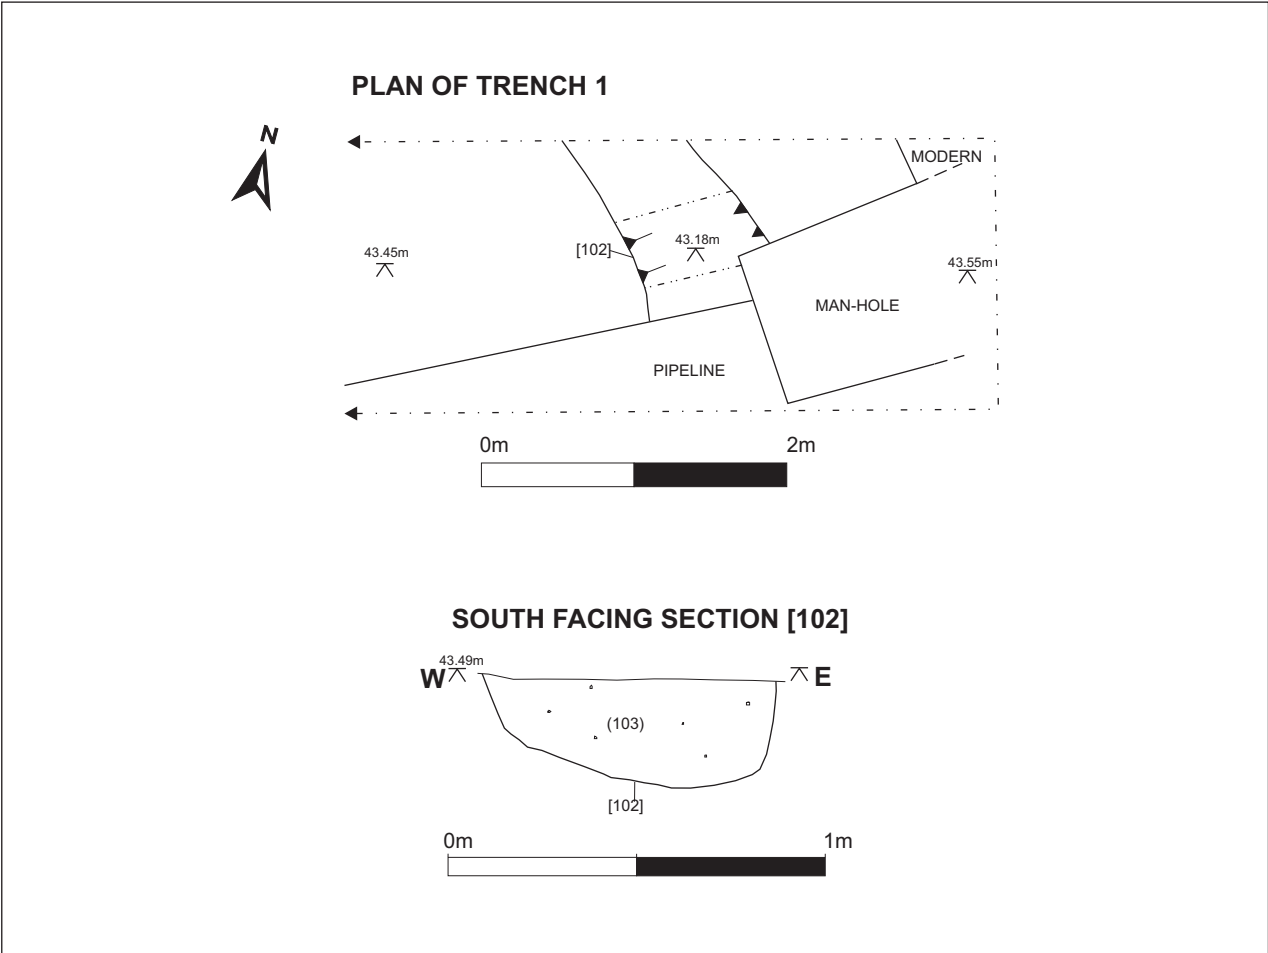 PLAN OF TRENCH 1
N
MODERN
[102]
43.18m
43.45m
43.55m
MAN-HOLE
PIPELINE
0m 2m
SOUTH FACING SECTION [102]
43.49m
W E
(103)
[102]
0m 1m